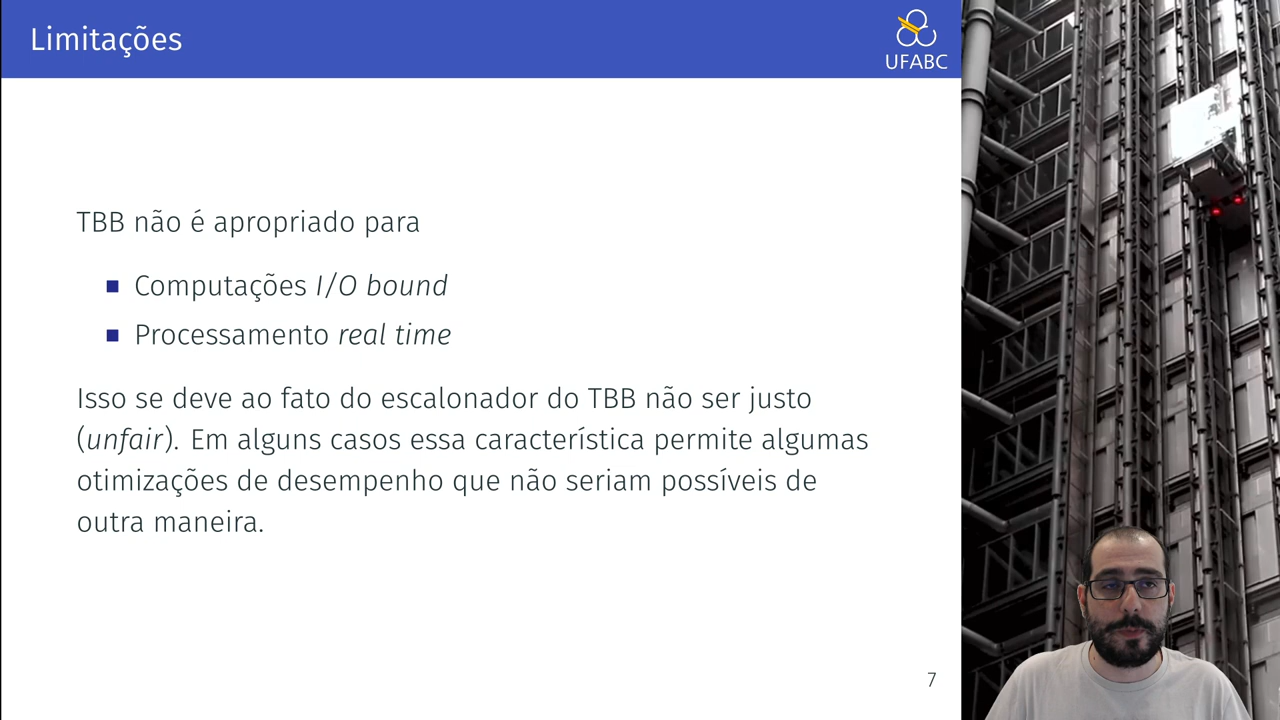 Limitações
UFABC
TBB não é apropriado para
Computações I/O bound
Processamento real time
Isso se deve ao fato do escalonador do TBB não ser justo
(unfair). Em alguns casos essa característica permite algumas
otimizações de desempenho que não seriam possíveis de
outra maneira.
7